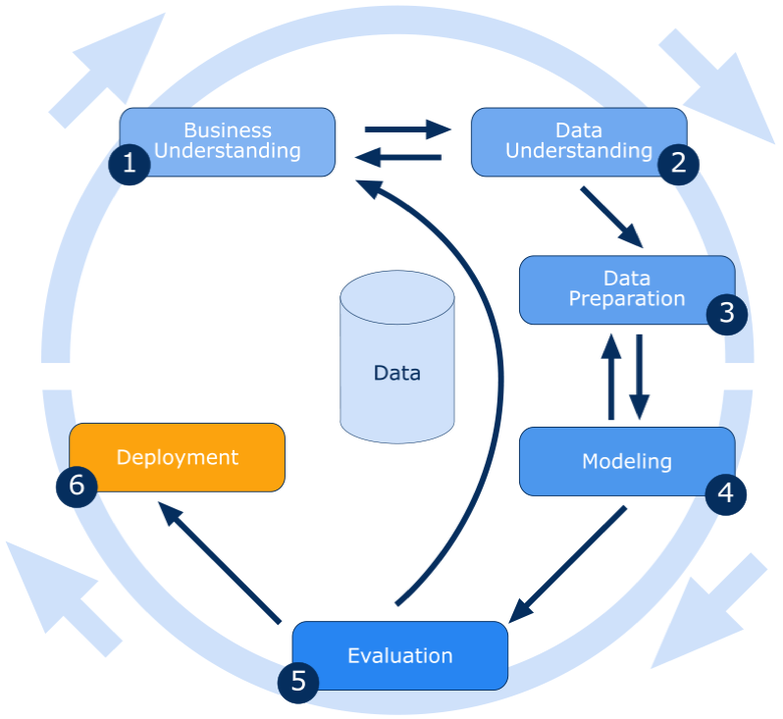 Business
Understanding
1
Data
Understanding
2
Data
Preparation
3
Data
Modeling
4
Deployment
6
Evaluation
5